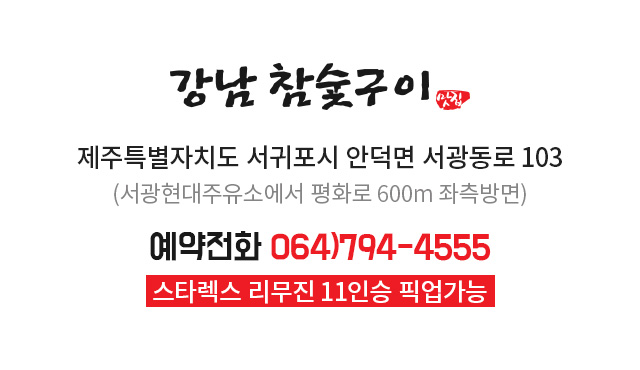 강남 참숯구이 맛집
제주특별자치도 서귀포시 안덕면 서광동로 103
(서광현대주유소에서 평화로 600m 좌측방면)
예약전화 064)794-4555
스타렉스 리무진 11인승 픽업가능